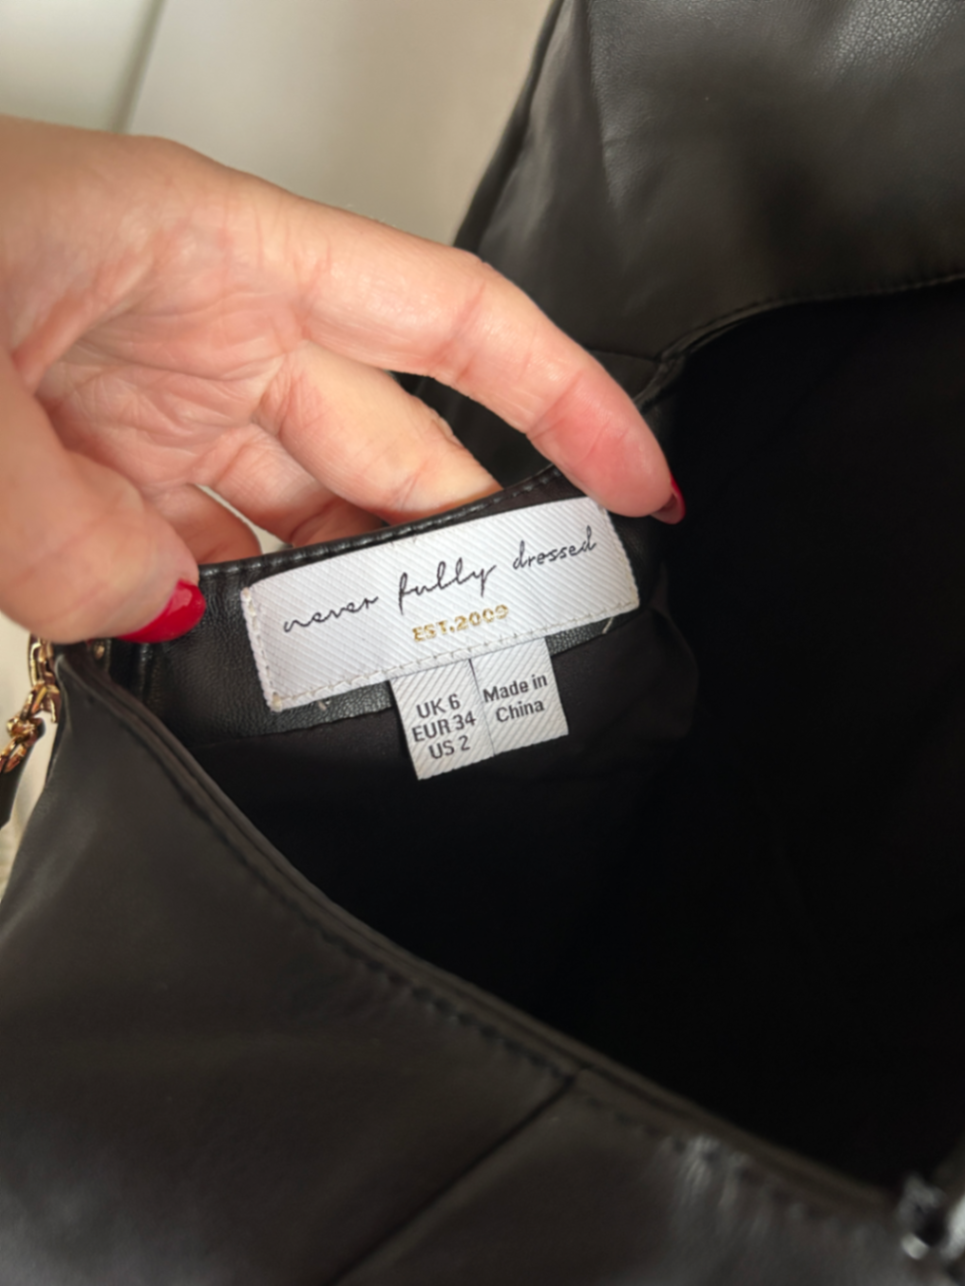 never fully dressed
EST.2009
UK 6
EUR 34
US 2
Made in
China